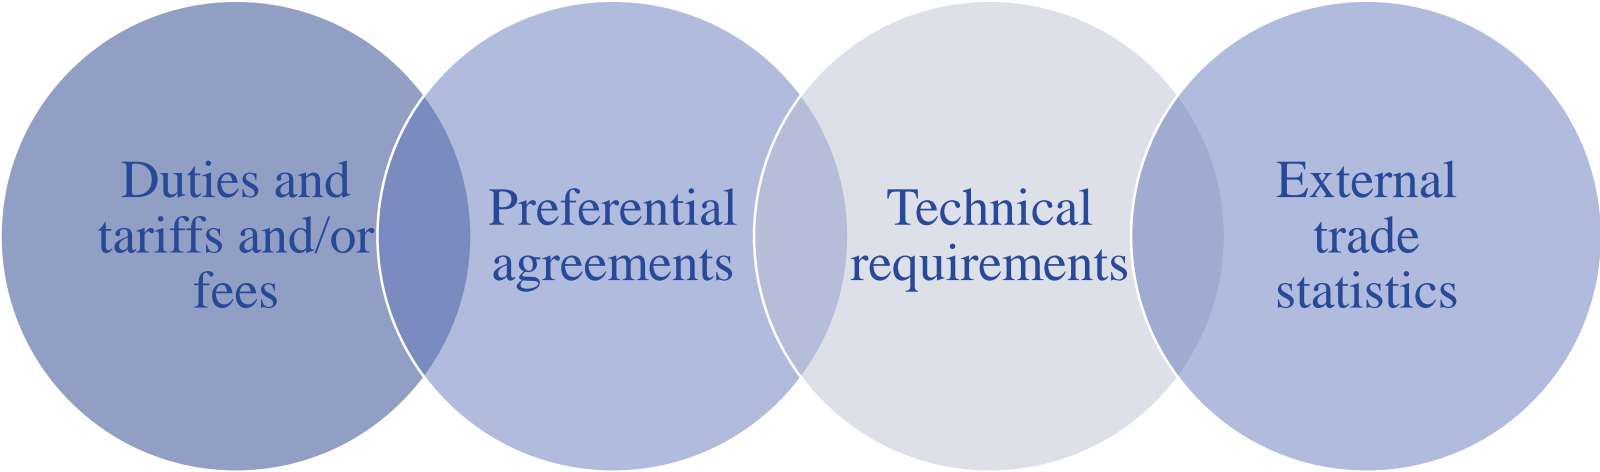 Duties and
tariffs and/or
fees
Preferential
agreements
Technical
requirements
External
trade
statistics